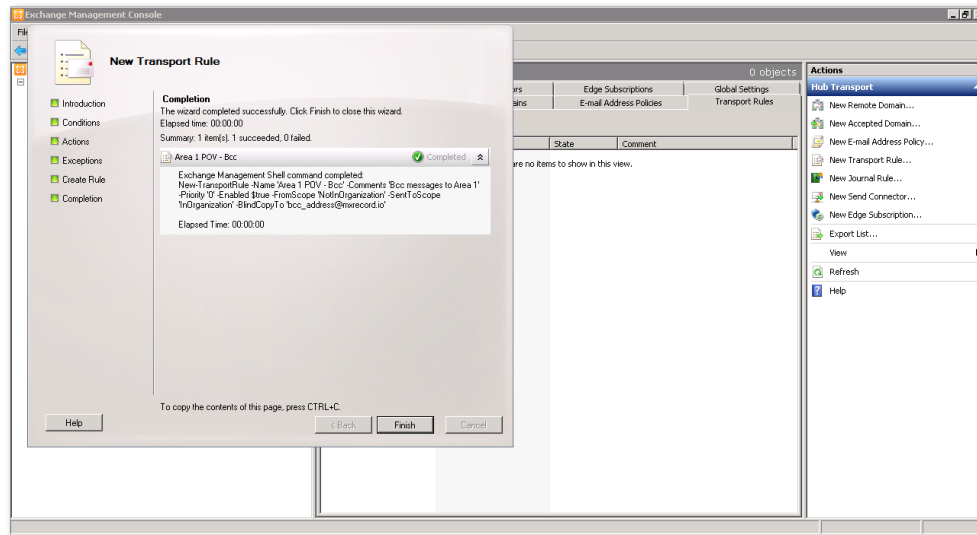 Exchange Management Console
New Transport Rule
Introduction
Conditions
Actions
Exceptions
Create Rule
Completion
Completion
The wizard completed successfully. Click Finish to close this wizard.
Elapsed time: 00:00:00
Summary: 1 item(s). 1 succeeded, 0 failed.
Area 1 POV - Bcc
Completed
Exchange Management Shell command completed:
New-TransportRule -Name 'Area 1 POV - Bcc' -Comments 'Bcc messages to Area 1'
-Priority '0' -Enabled $true -FromScope 'NotInOrganization' -SentToScope
'InOrganization' -BlindCopyTo 'bcc_address@mxrecord.io'
Elapsed Time: 00:00:00
To copy the contents of this page, press CTRL+C.
Help
< Back
Finish
Cancel
0 objects
Edge Subscriptions
Global Settings
E-mail Address Policies
Transport Rules
State
Comment
are no items to show in this view.
Actions
Hub Transport
New Remote Domain...
New Accepted Domain...
New E-mail Address Policy...
New Transport Rule...
New Journal Rule...
New Send Connector...
New Edge Subscription...
Export List...
View
Refresh
Help